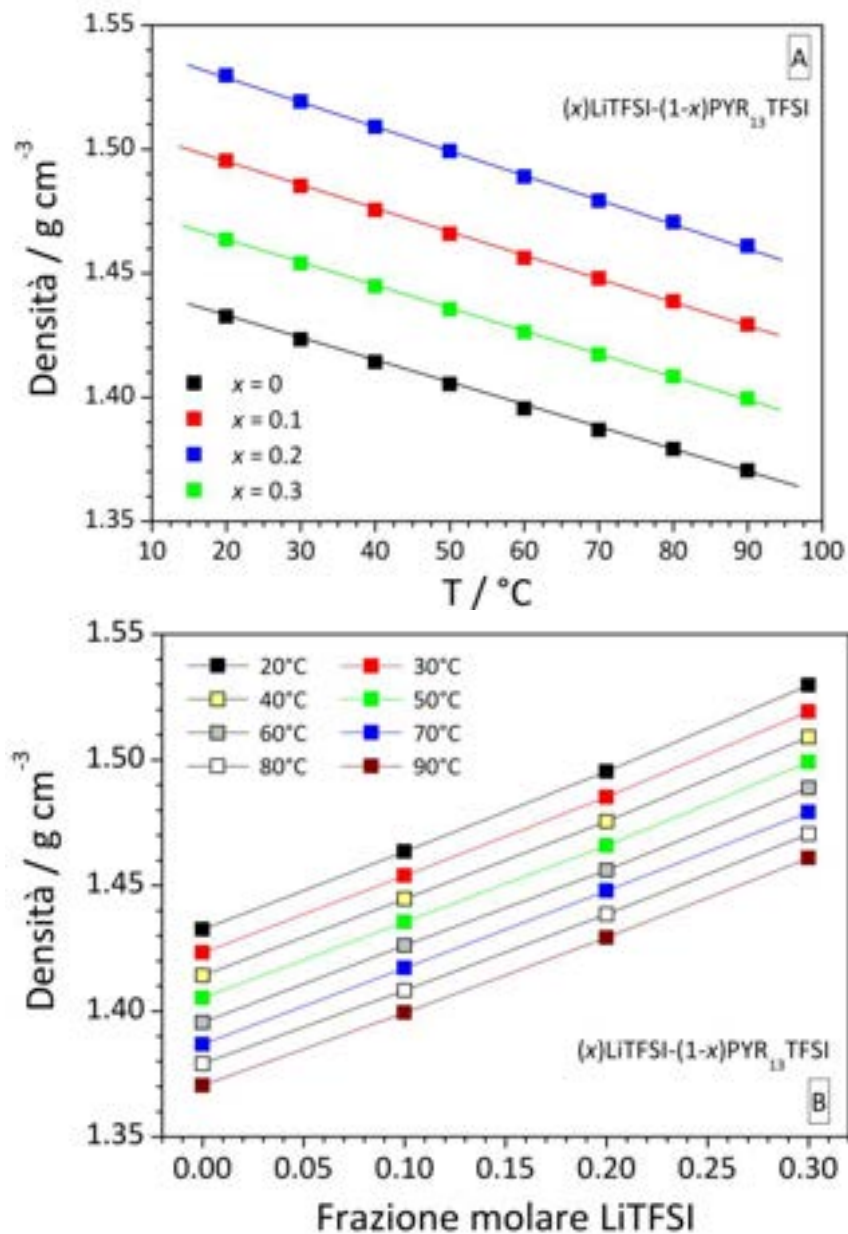 1.55
A
(x)LiTFSI-(1-x)PYR₁₃TFSI
1.50
1.45
1.40
1.35
Densità / g cm⁻³
x = 0
x = 0.1
x = 0.2
x = 0.3
10 20 30 40 50 60 70 80 90 100
T / °C
1.55
20°C 30°C
40°C 50°C
60°C 70°C
80°C 90°C
1.50
1.45
1.40
1.35
Densità / g cm⁻³
(x)LiTFSI-(1-x)PYR₁₃TFSI
B
0.00 0.05 0.10 0.15 0.20 0.25 0.30
Frazione molare LiTFSI